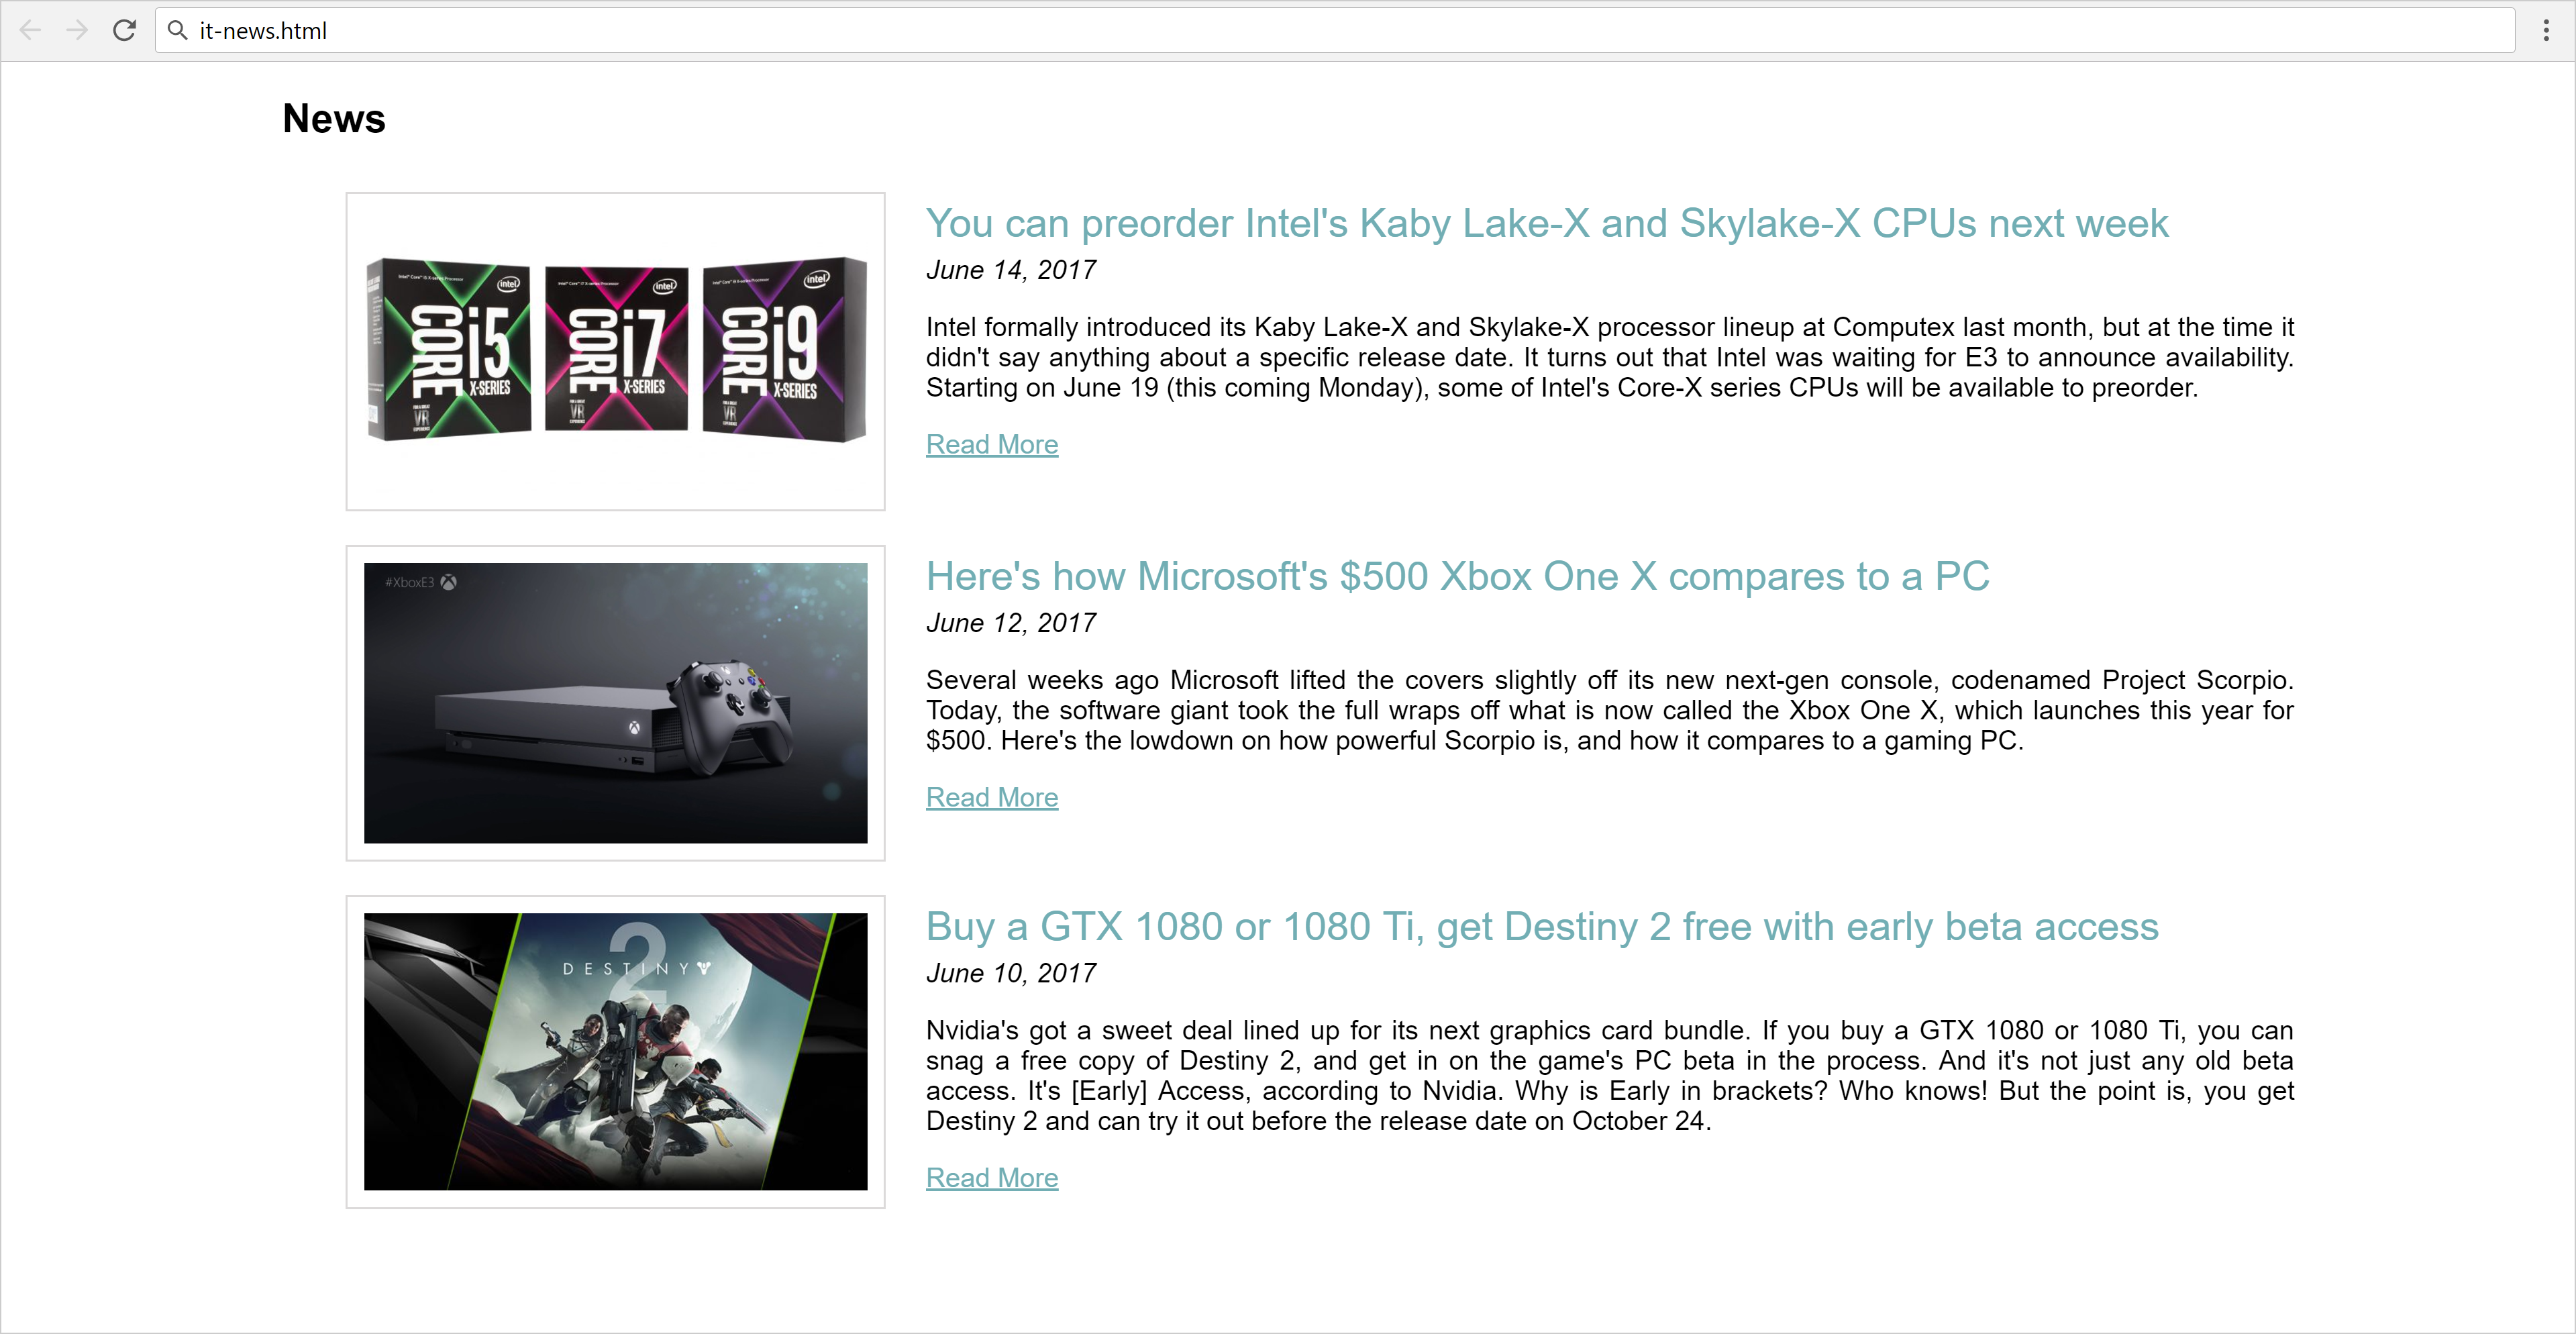 it-news.html
News
intel
CORE i5
X-SERIES
VR
intel
CORE i7
X-SERIES
VR
intel
CORE i9
X-SERIES
VR
You can preorder Intel's Kaby Lake-X and Skylake-X CPUs next week
June 14, 2017
Intel formally introduced its Kaby Lake-X and Skylake-X processor lineup at Computex last month, but at the time it
didn't say anything about a specific release date. It turns out that Intel was waiting for E3 to announce availability.
Starting on June 19 (this coming Monday), some of Intel's Core-X series CPUs will be available to preorder.
Read More
#XboxE3
Here's how Microsoft's $500 Xbox One X compares to a PC
June 12, 2017
Several weeks ago Microsoft lifted the covers slightly off its new next-gen console, codenamed Project Scorpio.
Today, the software giant took the full wraps off what is now called the Xbox One X, which launches this year for
$500. Here's the lowdown on how powerful Scorpio is, and how it compares to a gaming PC.
Read More
2
DESTINY
Buy a GTX 1080 or 1080 Ti, get Destiny 2 free with early beta access
June 10, 2017
Nvidia's got a sweet deal lined up for its next graphics card bundle. If you buy a GTX 1080 or 1080 Ti, you can
snag a free copy of Destiny 2, and get in on the game's PC beta in the process. And it's not just any old beta
access. It's [Early] Access, according to Nvidia. Why is Early in brackets? Who knows! But the point is, you get
Destiny 2 and can try it out before the release date on October 24.
Read More